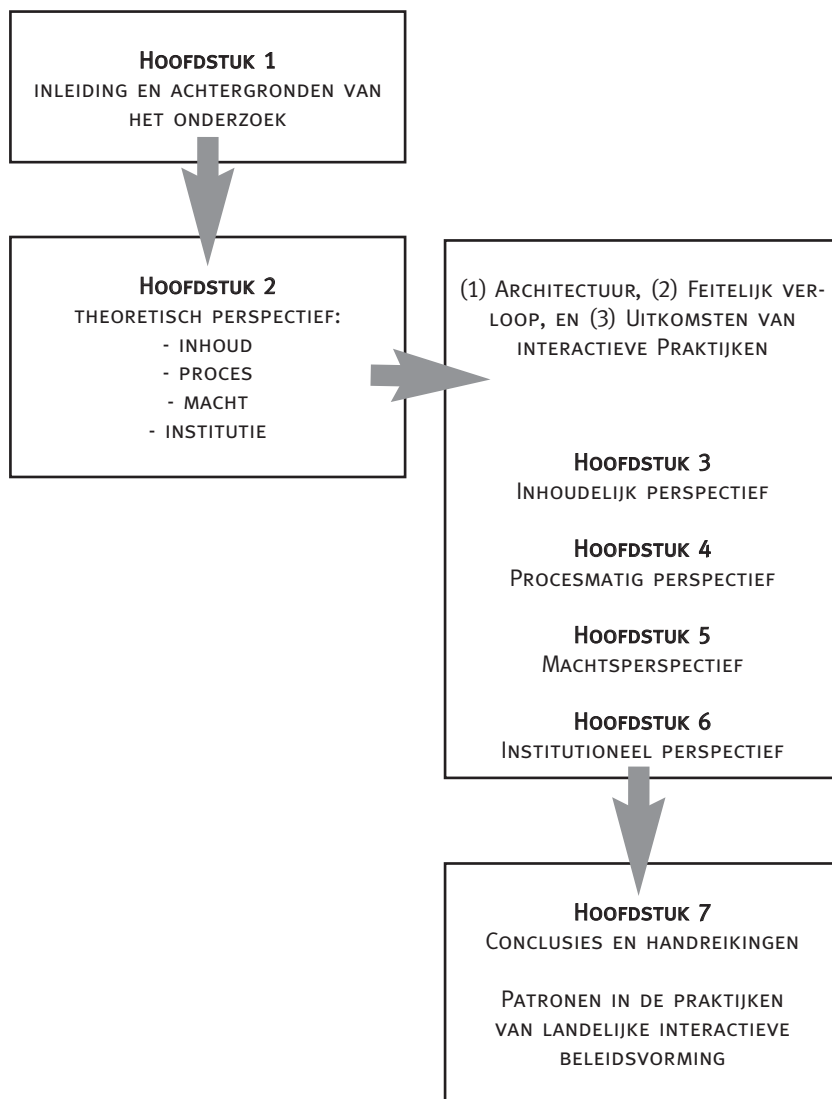 Hoofdstuk 1
inleiding en achtergronden van
het onderzoek
Hoofdstuk 2
theoretisch perspectief:
- inhoud
- proces
- macht
- institutie
(1) Architectuur, (2) Feitelijk ver-
loop, en (3) Uitkomsten van
interactieve Praktijken
Hoofdstuk 3
Inhoudelijk perspectief
Hoofdstuk 4
Procesmatig perspectief
Hoofdstuk 5
Machtsperspectief
Hoofdstuk 6
Institutioneel perspectief
Hoofdstuk 7
Conclusies en handreikingen
Patronen in de praktijken
van landelijke interactieve
beleidsvorming